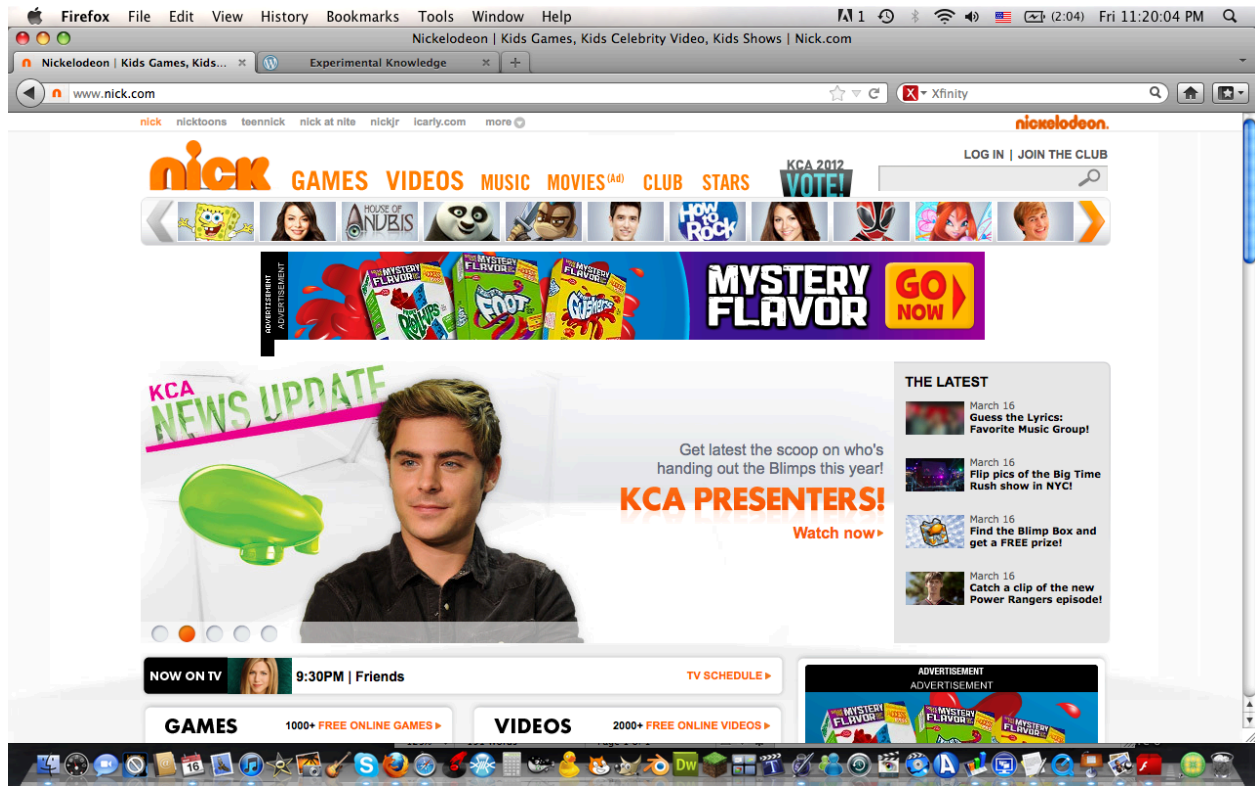 Firefox File Edit View History Bookmarks Tools Window Help 1 (2:04) Fri 11:20:04 PM
Nickelodeon | Kids Games, Kids Celebrity Video, Kids Shows | Nick.com
Nickelodeon | Kids Games, Kids... Experimental Knowledge
www.nick.com Xfinity
nick nicktoons teennick nick at nite nickjr icarly.com more nickelodeon
LOG IN | JOIN THE CLUB
nick GAMES VIDEOS MUSIC MOVIES (Ad) CLUB STARS KCA 2012
VOTE!
HOUSE OF
ANUBIS
HOW
TO
ROCK
ADVERTISEMENT
ADVERTISEMENT
MYSTERY
FLAVOR
ROLL-UPS
FOOT
Gushers
MYSTERY
FLAVOR
GO
NOW
KCA
NEWS UPDATE
Get latest the scoop on who's
handing out the Blimps this year!
KCA PRESENTERS!
Watch now
THE LATEST
March 16
Guess the Lyrics:
Favorite Music Group!
March 16
Flip pics of the Big Time
Rush show in NYC!
March 16
Find the Blimp Box and
get a FREE prize!
March 16
Catch a clip of the new
Power Rangers episode!
NOW ON TV 9:30PM | Friends TV SCHEDULE
ADVERTISEMENT
ADVERTISEMENT
MYSTERY
FLAVOR
GAMES 1000+ FREE ONLINE GAMES
VIDEOS 2000+ FREE ONLINE VIDEOS
16
Dw